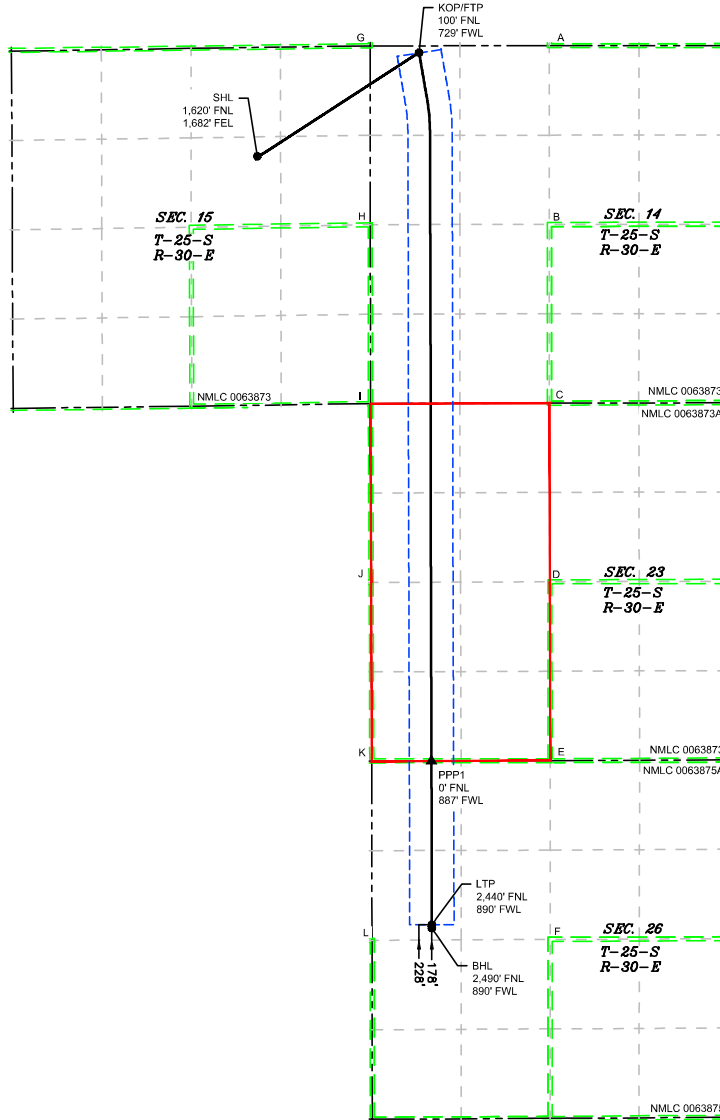 KOP/FTP
100' FNL
729' FWL
G
A
SHL
1,620' FNL
1,682' FEL
SEC. 15
T-25-S
R-30-E
H
B
SEC. 14
T-25-S
R-30-E
NMLC 0063873
I
C
NMLC 0063873
NMLC 0063873A
J
D
SEC. 23
T-25-S
R-30-E
K
E
NMLC 0063873
NMLC 0063875A
PPP1
0' FNL
887' FWL
LTP
2,440' FNL
890' FWL
L
F
SEC. 26
T-25-S
R-30-E
BHL
2,490' FNL
890' FWL
178'
228'
NMLC 006387